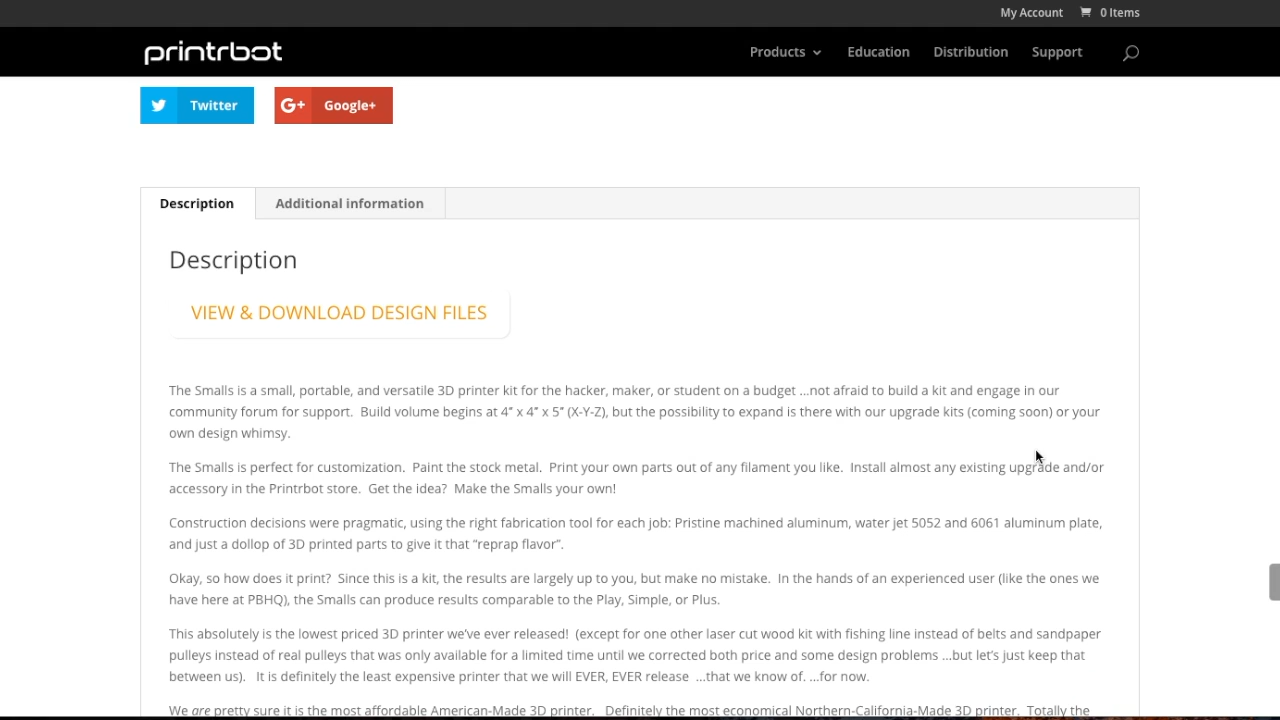 My Account 0 Items
printrbot Products Education Distribution Support
Twitter G+ Google+
Description Additional information
Description
VIEW & DOWNLOAD DESIGN FILES
The Smalls is a small, portable, and versatile 3D printer kit for the hacker, maker, or student on a budget ...not afraid to build a kit and engage in our
community forum for support. Build volume begins at 4" x 4" x 5" (X-Y-Z), but the possibility to expand is there with our upgrade kits (coming soon) or your
own design whimsy.
The Smalls is perfect for customization. Paint the stock metal. Print your own parts out of any filament you like. Install almost any existing upgrade and/or
accessory in the Printrbot store. Get the idea? Make the Smalls your own!
Construction decisions were pragmatic, using the right fabrication tool for each job: Pristine machined aluminum, water jet 5052 and 6061 aluminum plate,
and just a dollop of 3D printed parts to give it that “reprap flavor”.
Okay, so how does it print? Since this is a kit, the results are largely up to you, but make no mistake. In the hands of an experienced user (like the ones we
have here at PBHQ), the Smalls can produce results comparable to the Play, Simple, or Plus.
This absolutely is the lowest priced 3D printer we’ve ever released! (except for one other laser cut wood kit with fishing line instead of belts and sandpaper
pulleys instead of real pulleys that was only available for a limited time until we corrected both price and some design problems ...but let’s just keep that
between us). It is definitely the least expensive printer that we will EVER, EVER release ...that we know of. ...for now.
We are pretty sure it is the most affordable American-Made 3D printer. Definitely the most economical Northern-California-Made 3D printer. Totally the